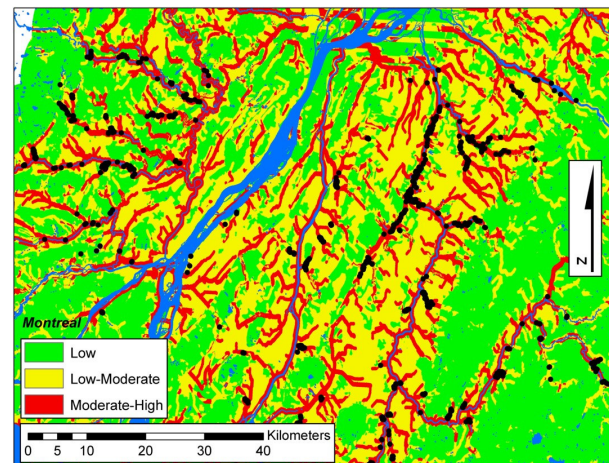 N
Montreal
Low
Low-Moderate
Moderate-High
Kilometers
0 5 10 20 30 40